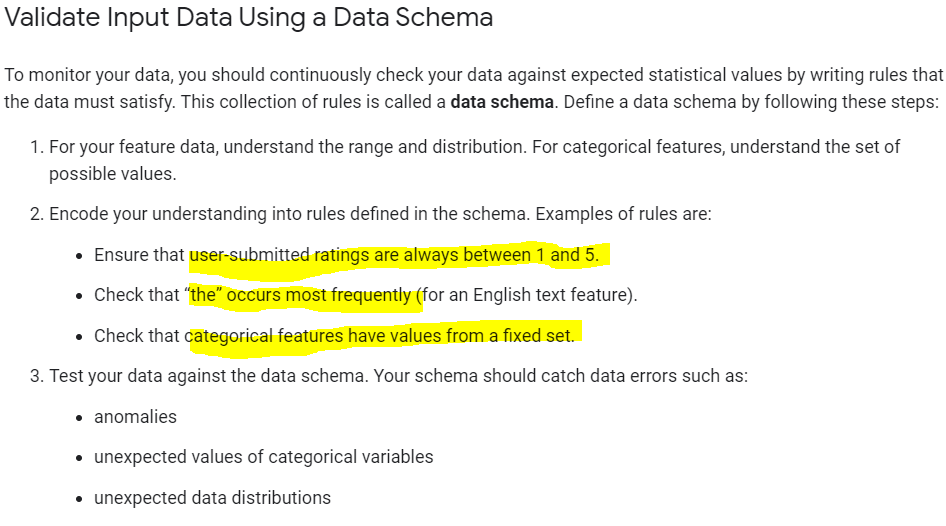 Validate Input Data Using a Data Schema
To monitor your data, you should continuously check your data against expected statistical values by writing rules that
the data must satisfy. This collection of rules is called a data schema. Define a data schema by following these steps:
1. For your feature data, understand the range and distribution. For categorical features, understand the set of
possible values.
2. Encode your understanding into rules defined in the schema. Examples of rules are:
• Ensure that user-submitted ratings are always between 1 and 5.
• Check that “the” occurs most frequently (for an English text feature).
• Check that categorical features have values from a fixed set.
3. Test your data against the data schema. Your schema should catch data errors such as:
• anomalies
• unexpected values of categorical variables
• unexpected data distributions